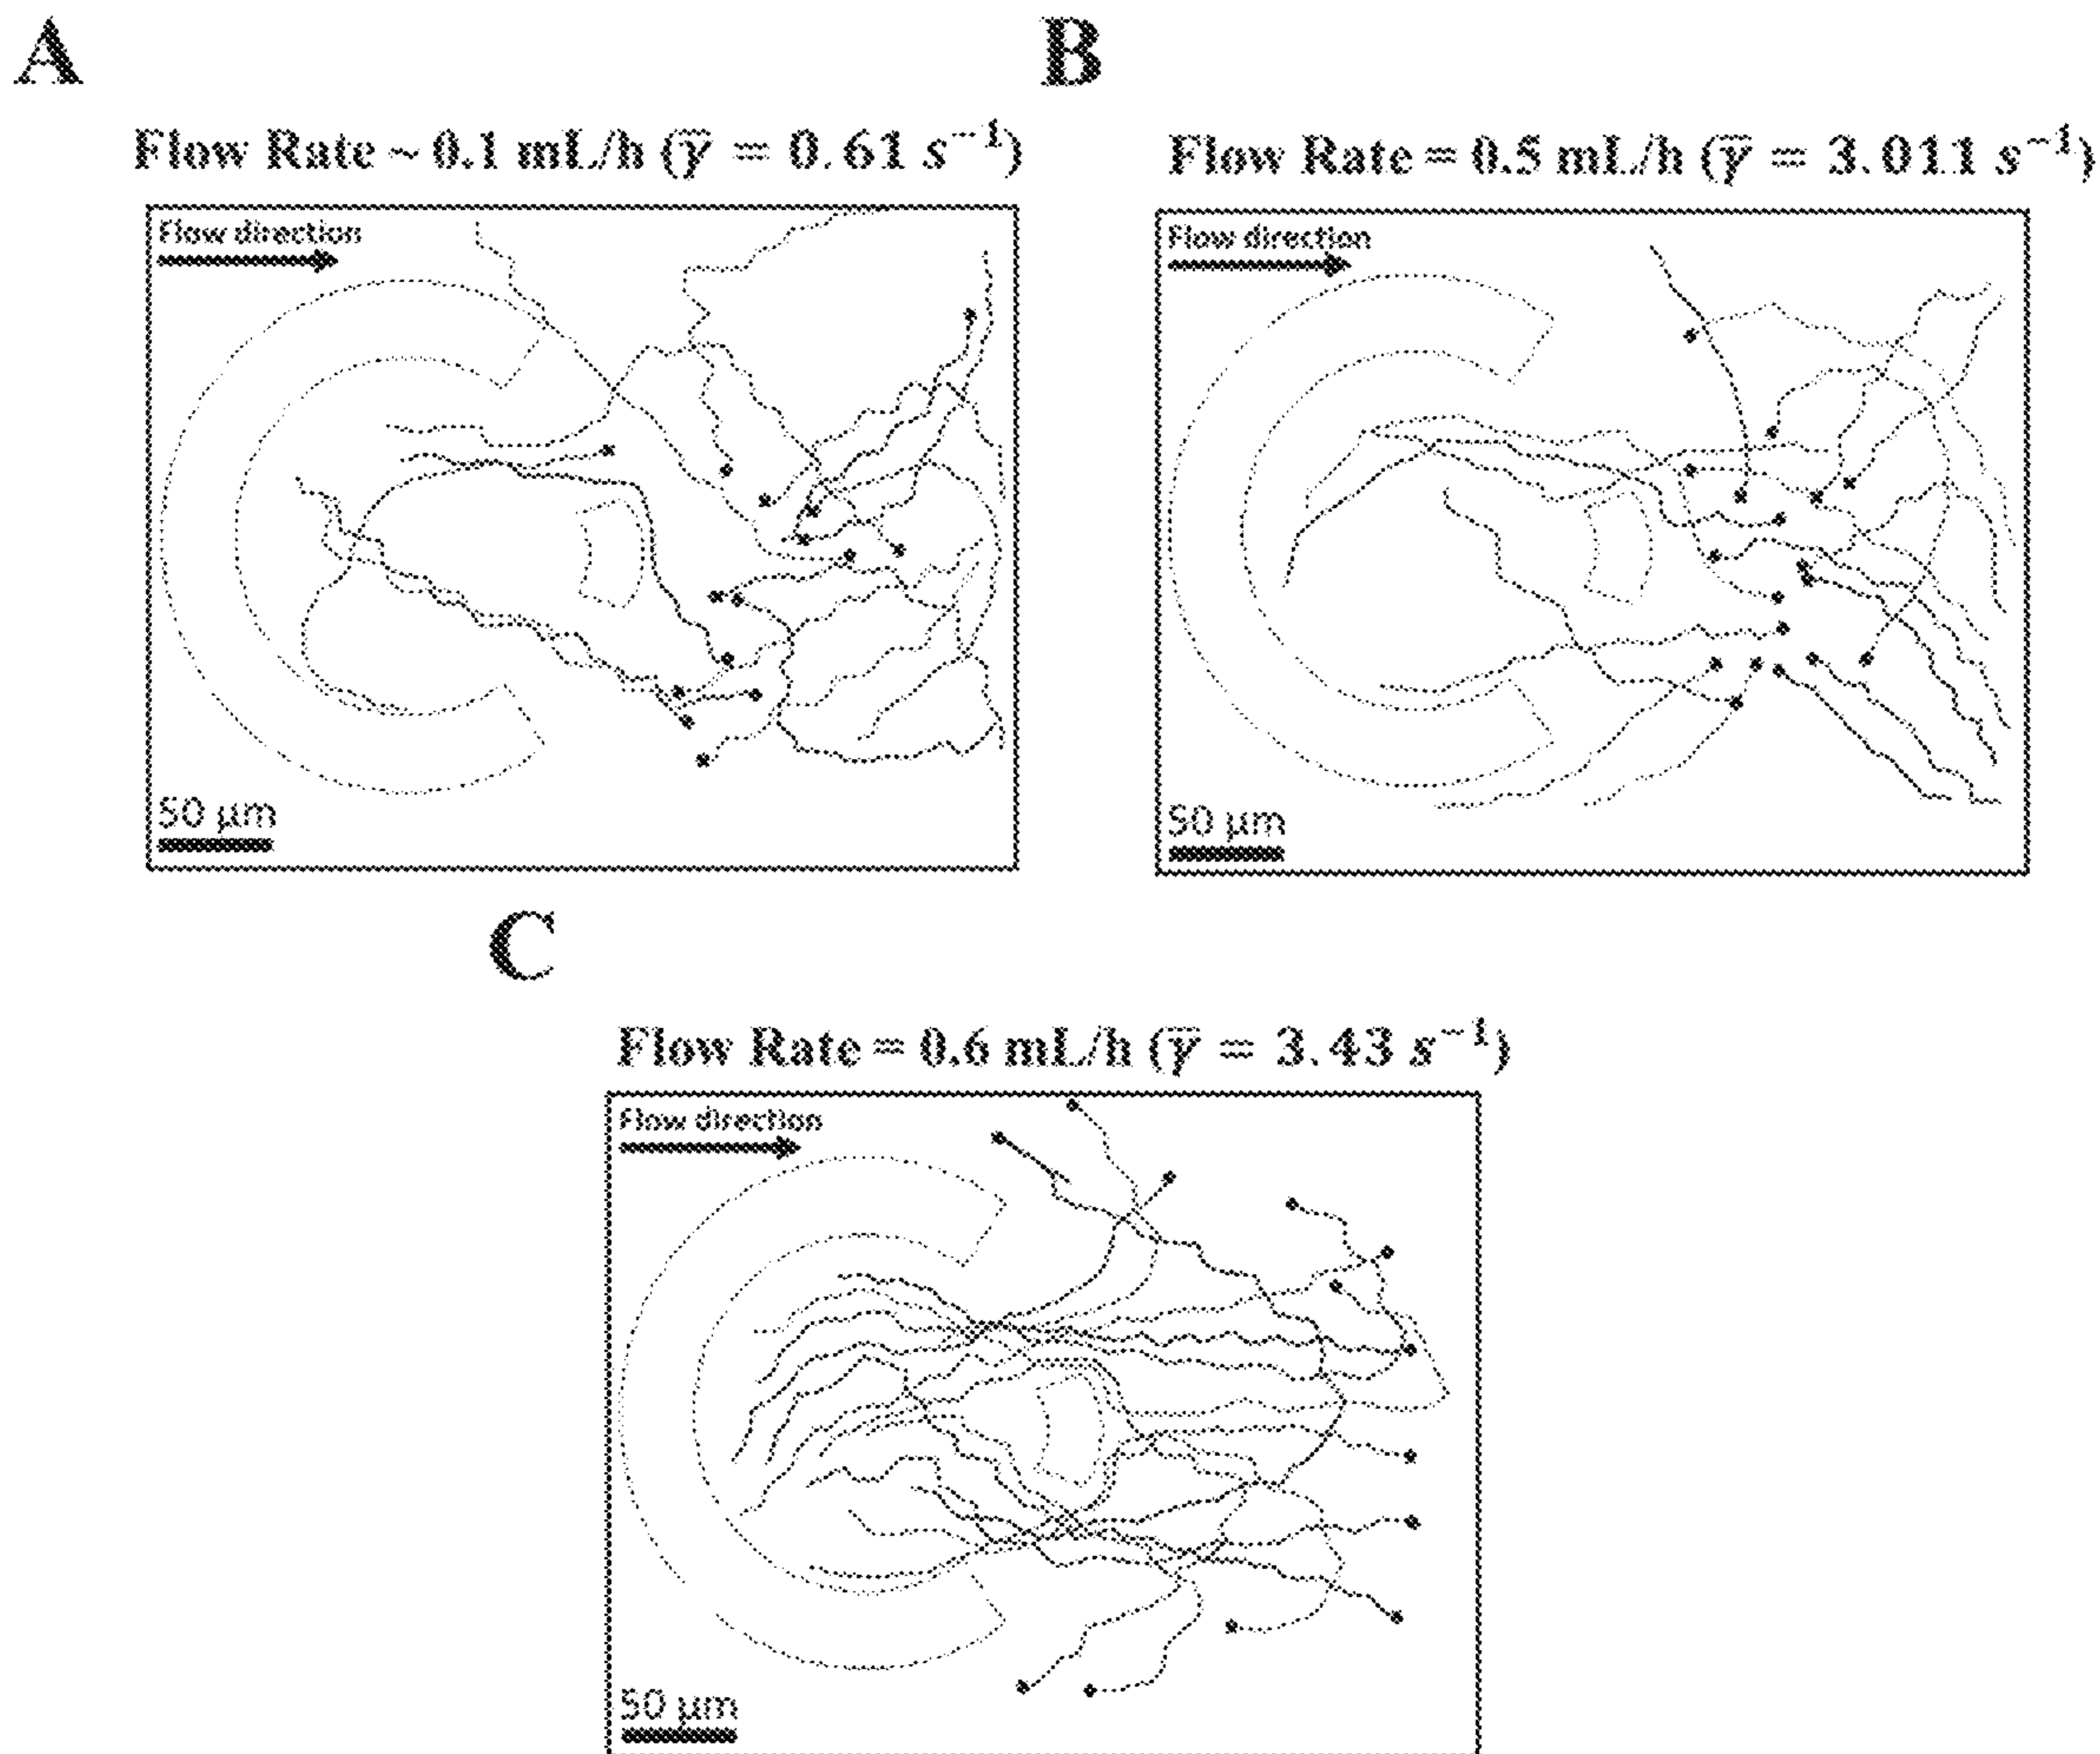 A
B
Flow Rate ~ 0.1 mL/h (γ̅ = 0.61 s⁻¹)
Flow Rate = 0.5 mL/h (γ̅ = 3.011 s⁻¹)
Flow direction
Flow direction
50 µm
50 µm
C
Flow Rate = 0.6 mL/h (γ̅ = 3.43 s⁻¹)
Flow direction
50 µm